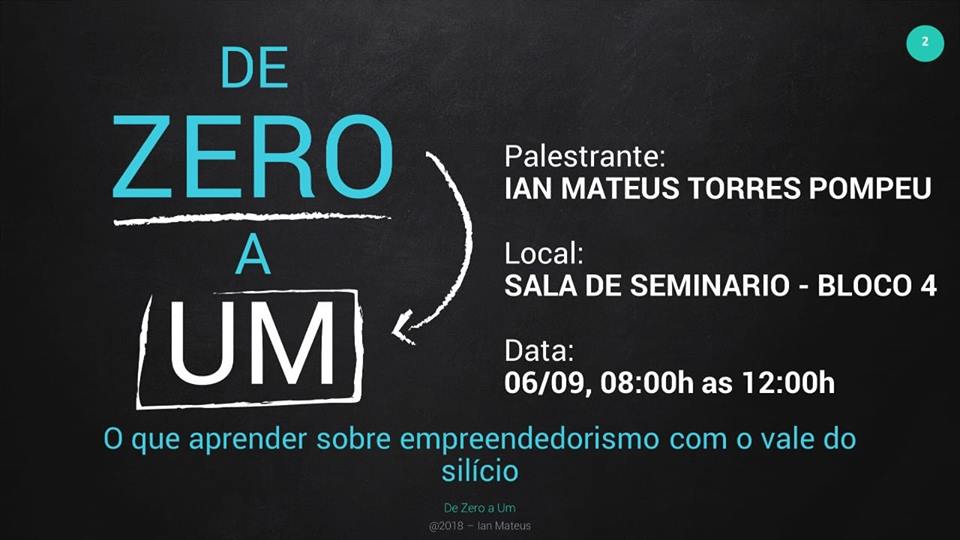 DE
ZERO
A
UM
2
Palestrante:
IAN MATEUS TORRES POMPEU
Local:
SALA DE SEMINARIO - BLOCO 4
Data:
06/09, 08:00h as 12:00h
O que aprender sobre empreendedorismo com o vale do
silício
De Zero a Um
@2018 – Ian Mateus